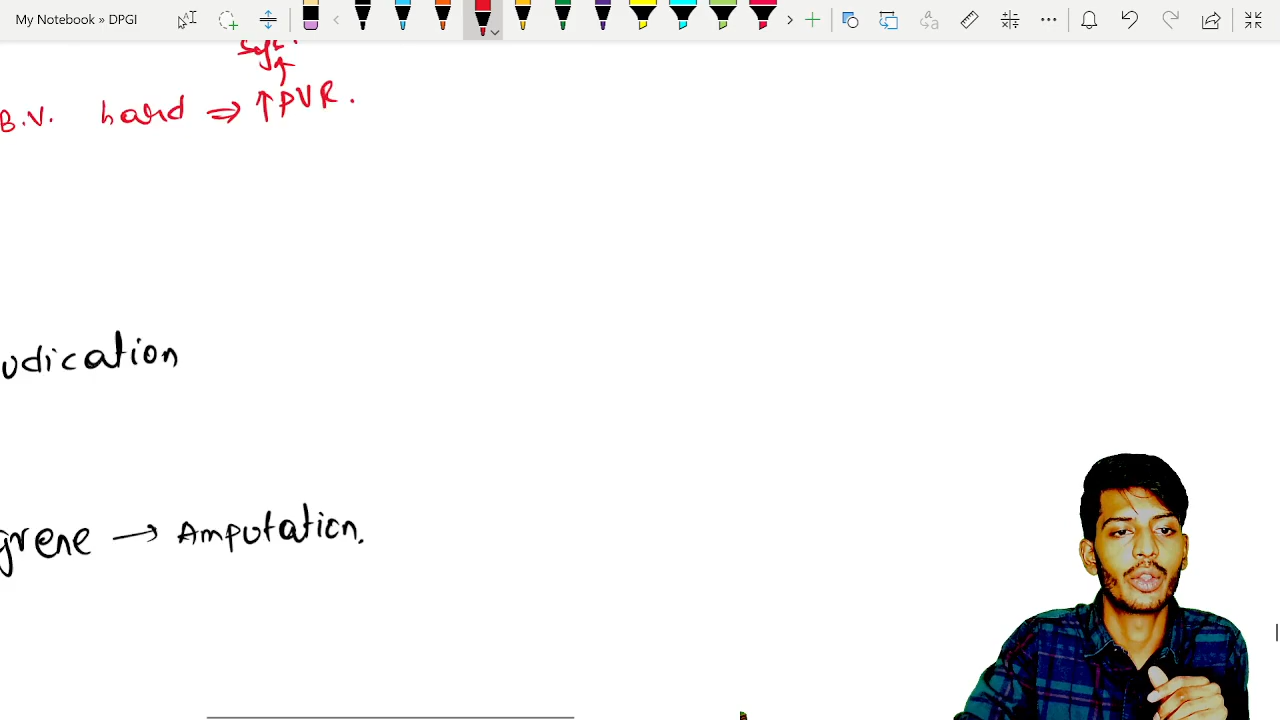 My Notebook » DPGI
B.V. hard ⇒ ↑PVR.
udication
grene → Amputation.